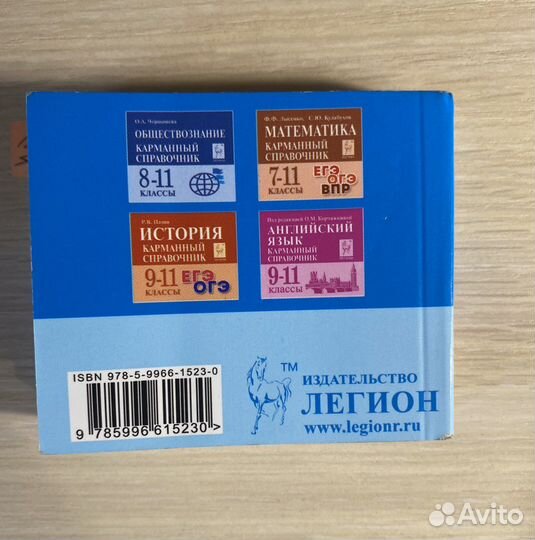 О.А. Чернышева
ОБЩЕСТВОЗНАНИЕ
КАРМАННЫЙ
СПРАВОЧНИК
8-11
КЛАССЫ
Ф.Ф. Лысенко, С.Ю. Кулабухов
МАТЕМАТИКА
КАРМАННЫЙ
СПРАВОЧНИК
7-11
КЛАССЫ
ЕГЭ
ОГЭ
ВПР
Р.В. Пазин
ИСТОРИЯ
КАРМАННЫЙ
СПРАВОЧНИК
9-11
КЛАССЫ
ЕГЭ
ОГЭ
Под редакцией
АНГЛИЙСКИЙ
ЯЗЫК
КАРМАННЫЙ
СПРАВОЧНИК
9-11
КЛАССЫ
ISBN 978-5-9966-1523-0
9 785996 615230 >
TM
ИЗДАТЕЛЬСТВО
ЛЕГИОН
www.legionr.ru
Avito